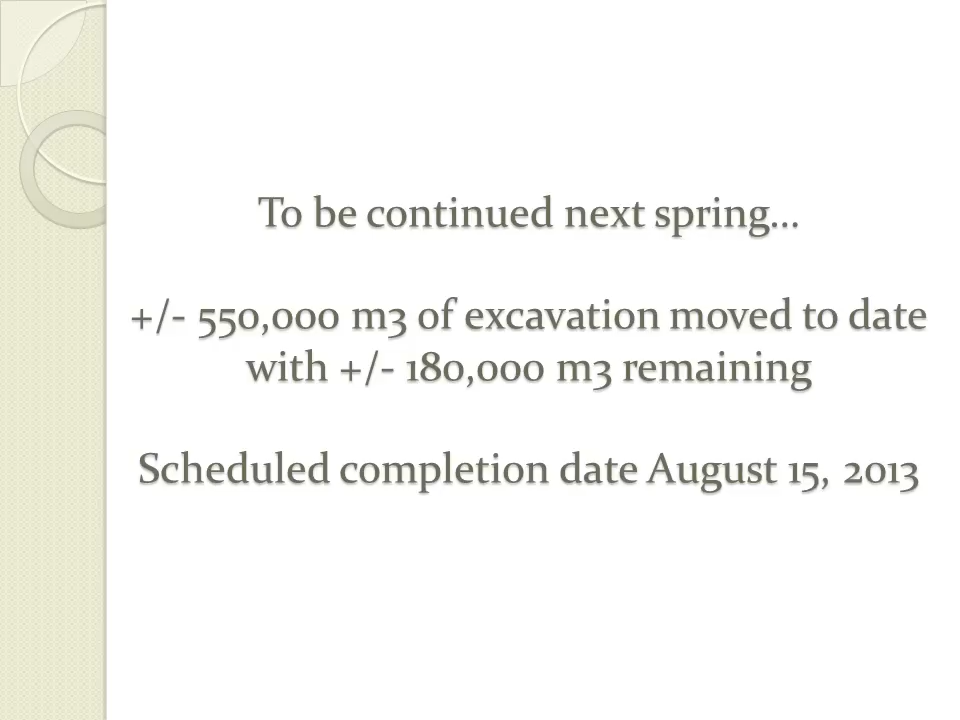 To be continued next spring…
+/- 550,000 m3 of excavation moved to date
with +/- 180,000 m3 remaining
Scheduled completion date August 15, 2013